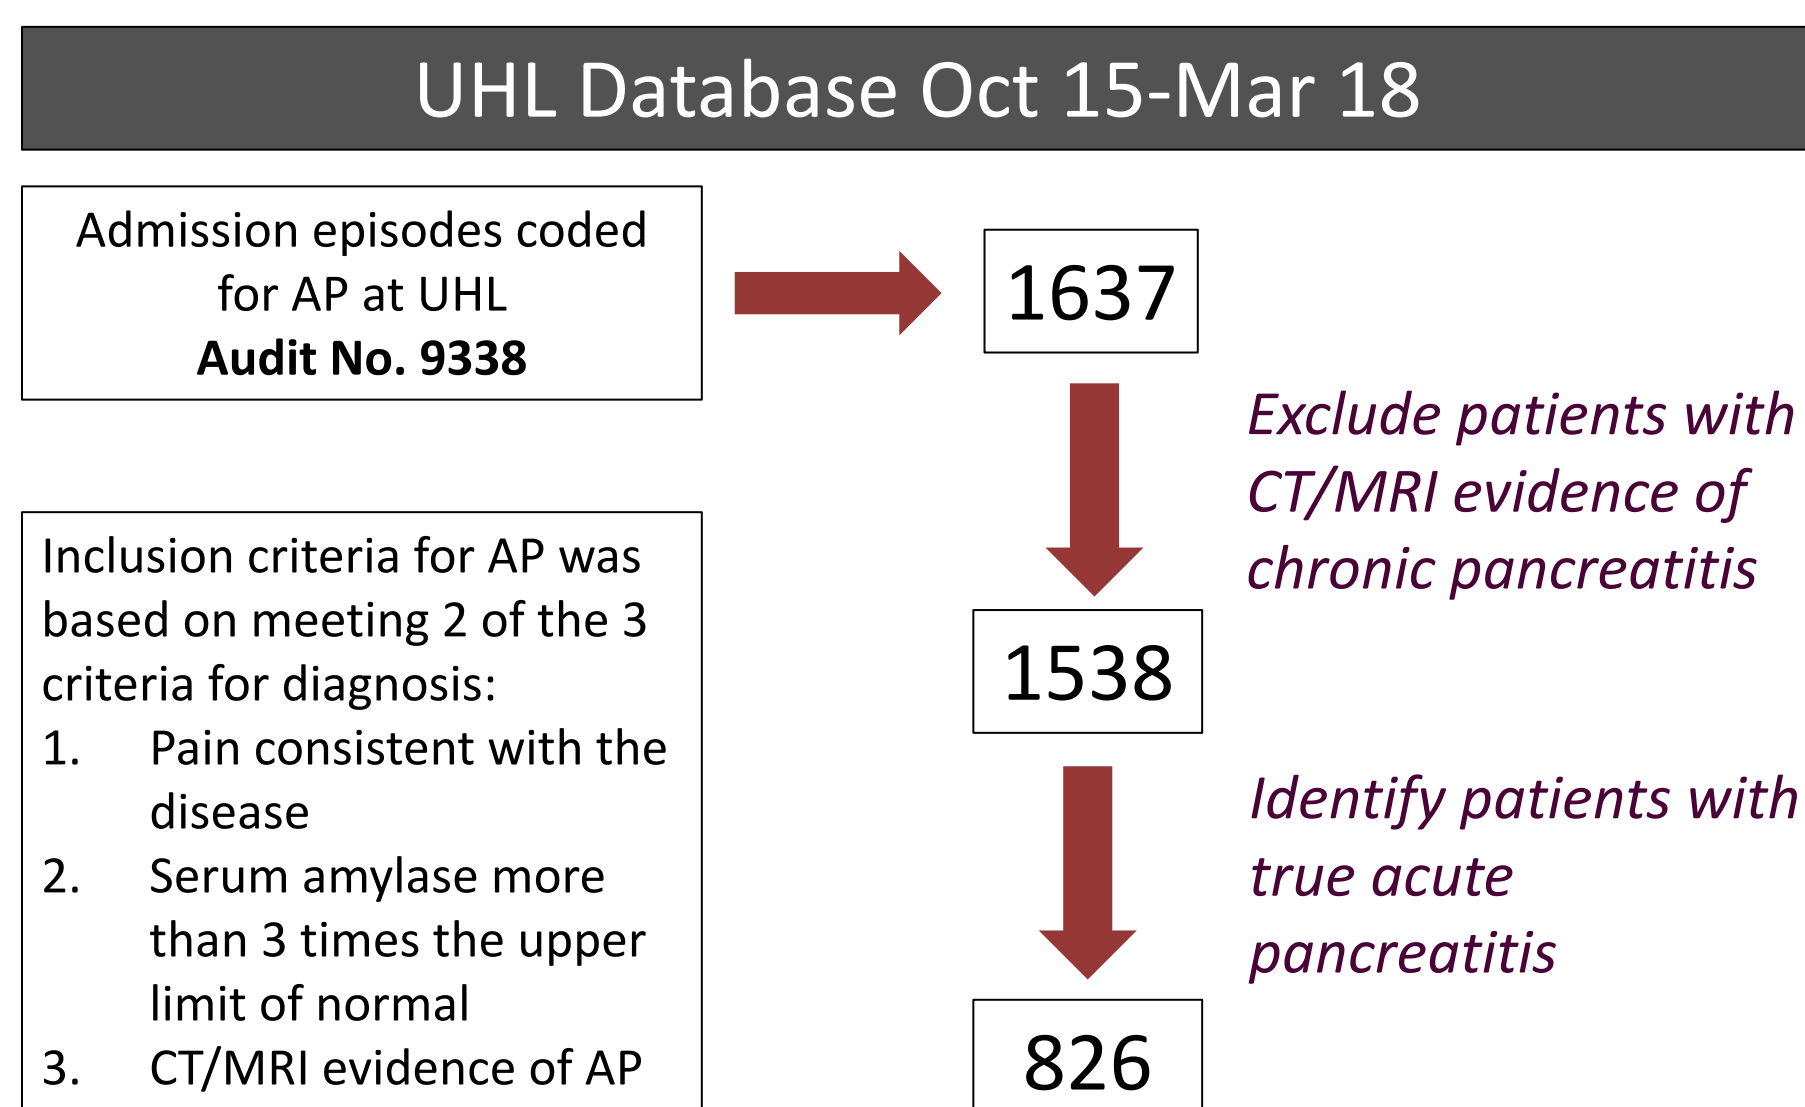 UHL Database Oct 15-Mar 18
Admission episodes coded
for AP at UHL
Audit No. 9338
1637
Exclude patients with
CT/MRI evidence of
chronic pancreatitis
Inclusion criteria for AP was
based on meeting 2 of the 3
criteria for diagnosis:
1. Pain consistent with the
disease
2. Serum amylase more
than 3 times the upper
limit of normal
3. CT/MRI evidence of AP
1538
Identify patients with
true acute
pancreatitis
826